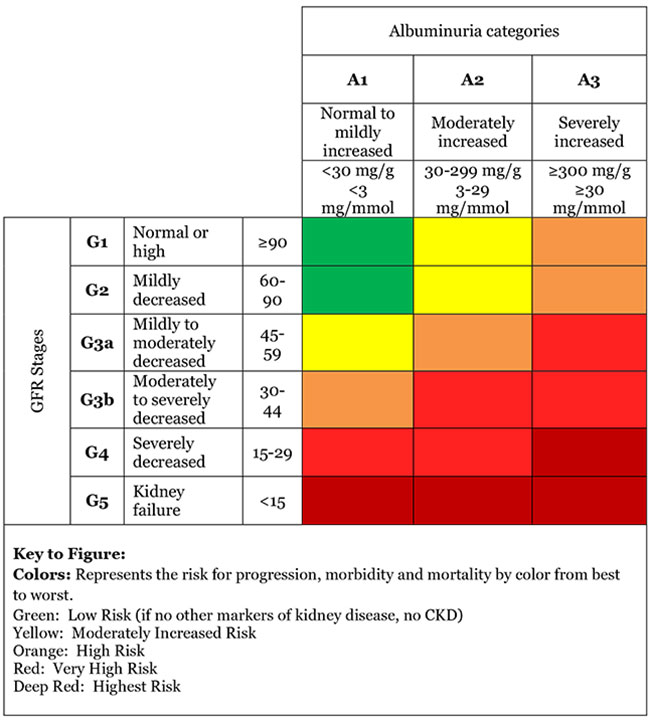 Albuminuria categories
A1
A2
A3
Normal to
mildly
increased
Moderately
increased
Severely
increased
<30 mg/g
<3
mg/mmol
30-299 mg/g
3-29
mg/mmol
≥300 mg/g
≥30
mg/mmol
GFR Stages
G1
Normal or
high
≥90
G2
Mildly
decreased
60-
90
G3a
Mildly to
moderately
decreased
45-
59
G3b
Moderately
to severely
decreased
30-
44
G4
Severely
decreased
15-29
G5
Kidney
failure
<15
Key to Figure:
Colors: Represents the risk for progression, morbidity and mortality by color from best
to worst.
Green:  Low Risk (if no other markers of kidney disease, no CKD)
Yellow:  Moderately Increased Risk
Orange:  High Risk
Red:  Very High Risk
Deep Red:  Highest Risk